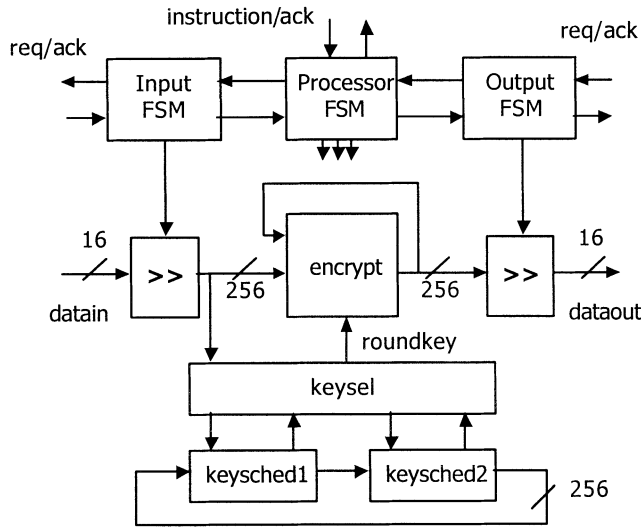 instruction/ack
req/ack
req/ack
Input
FSM
Processor
FSM
Output
FSM
16
>>
256
encrypt
256
>>
16
datain
dataout
roundkey
keysel
keysched1
keysched2
256